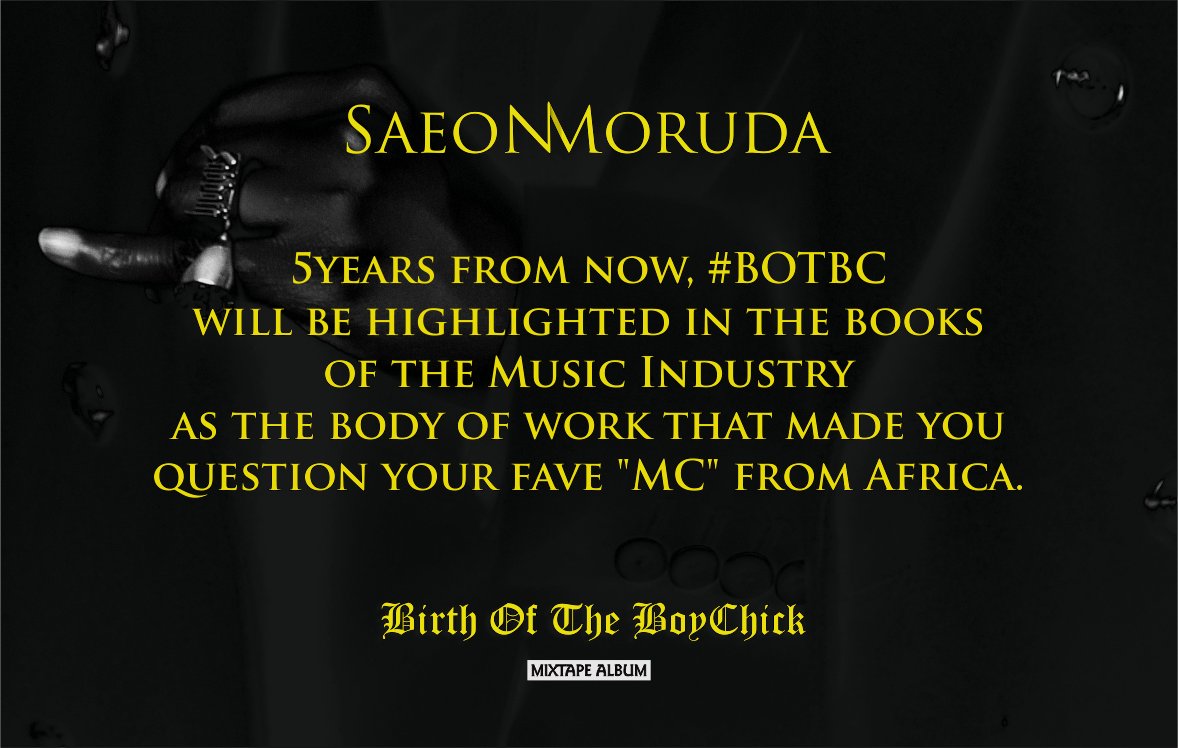 SaeonMoruda
5years from now, #BOTBC
will be highlighted in the books
of the Music Industry
as the body of work that made you
question your fave "MC" from Africa.
Birth Of The BoyChick
MIXTAPE ALBUM